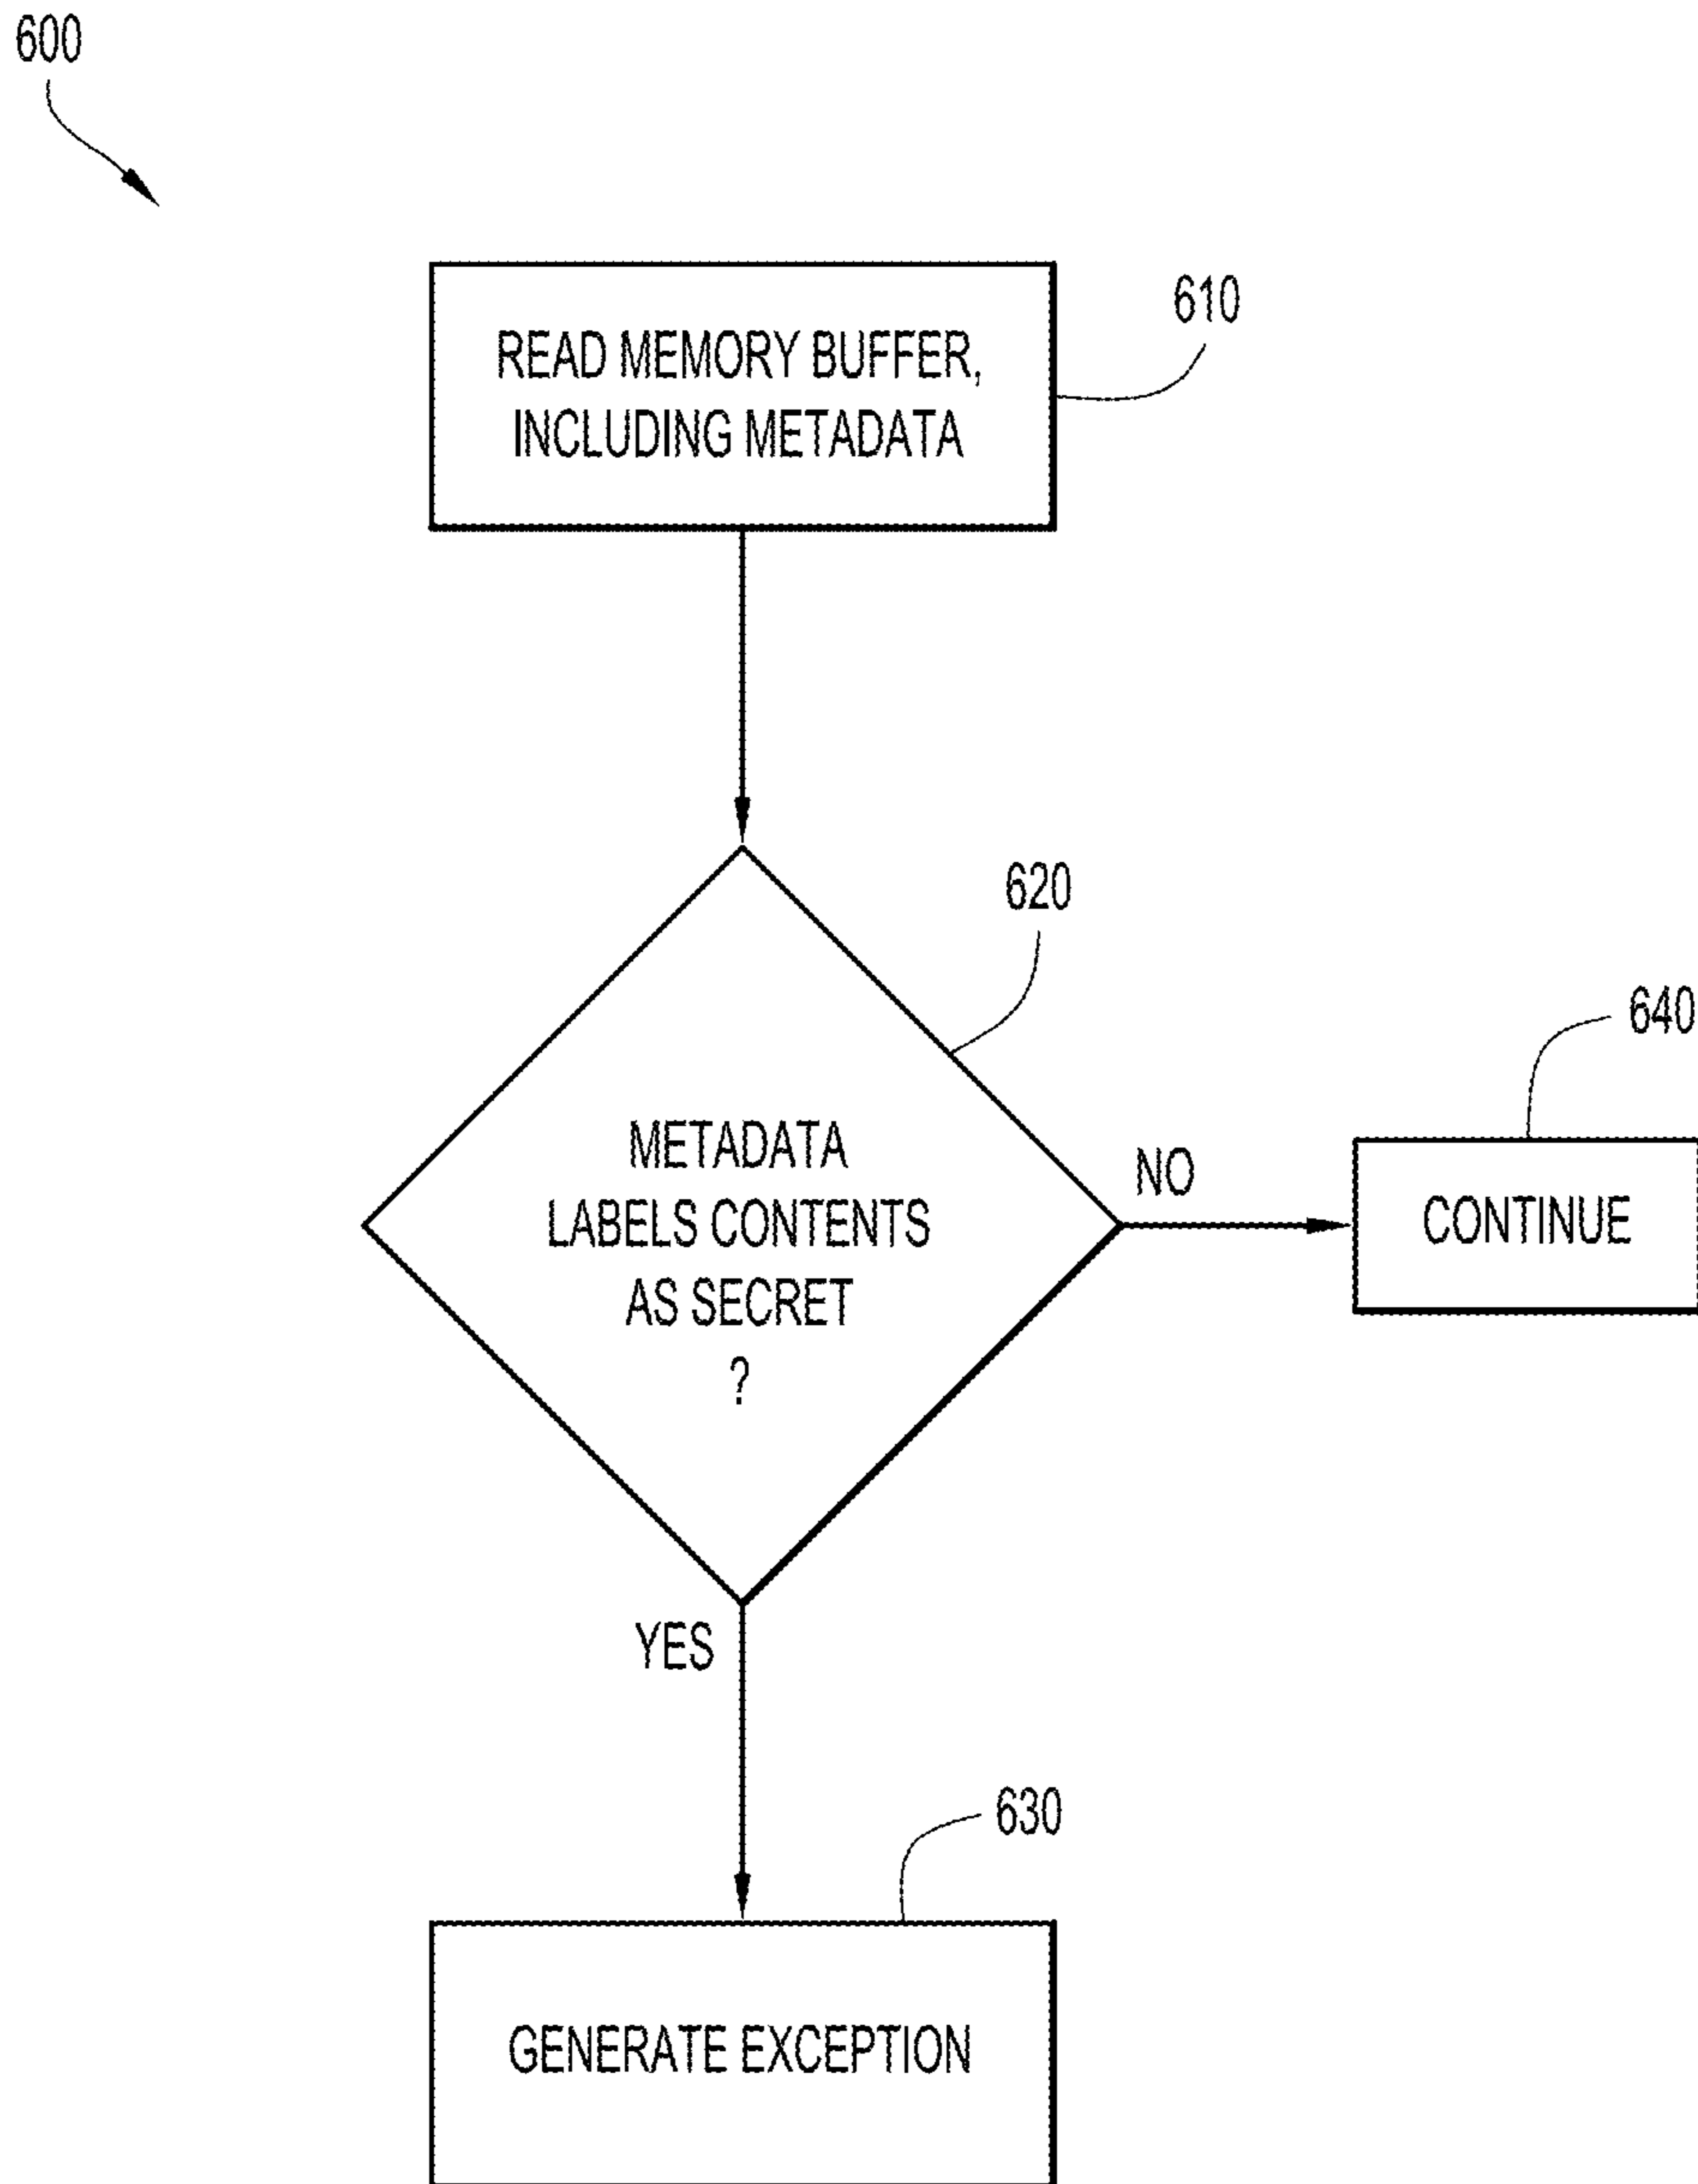 600
READ MEMORY BUFFER,
INCLUDING METADATA
610
620
METADATA
LABELS CONTENTS
AS SECRET
?
NO
640
CONTINUE
YES
630
GENERATE EXCEPTION